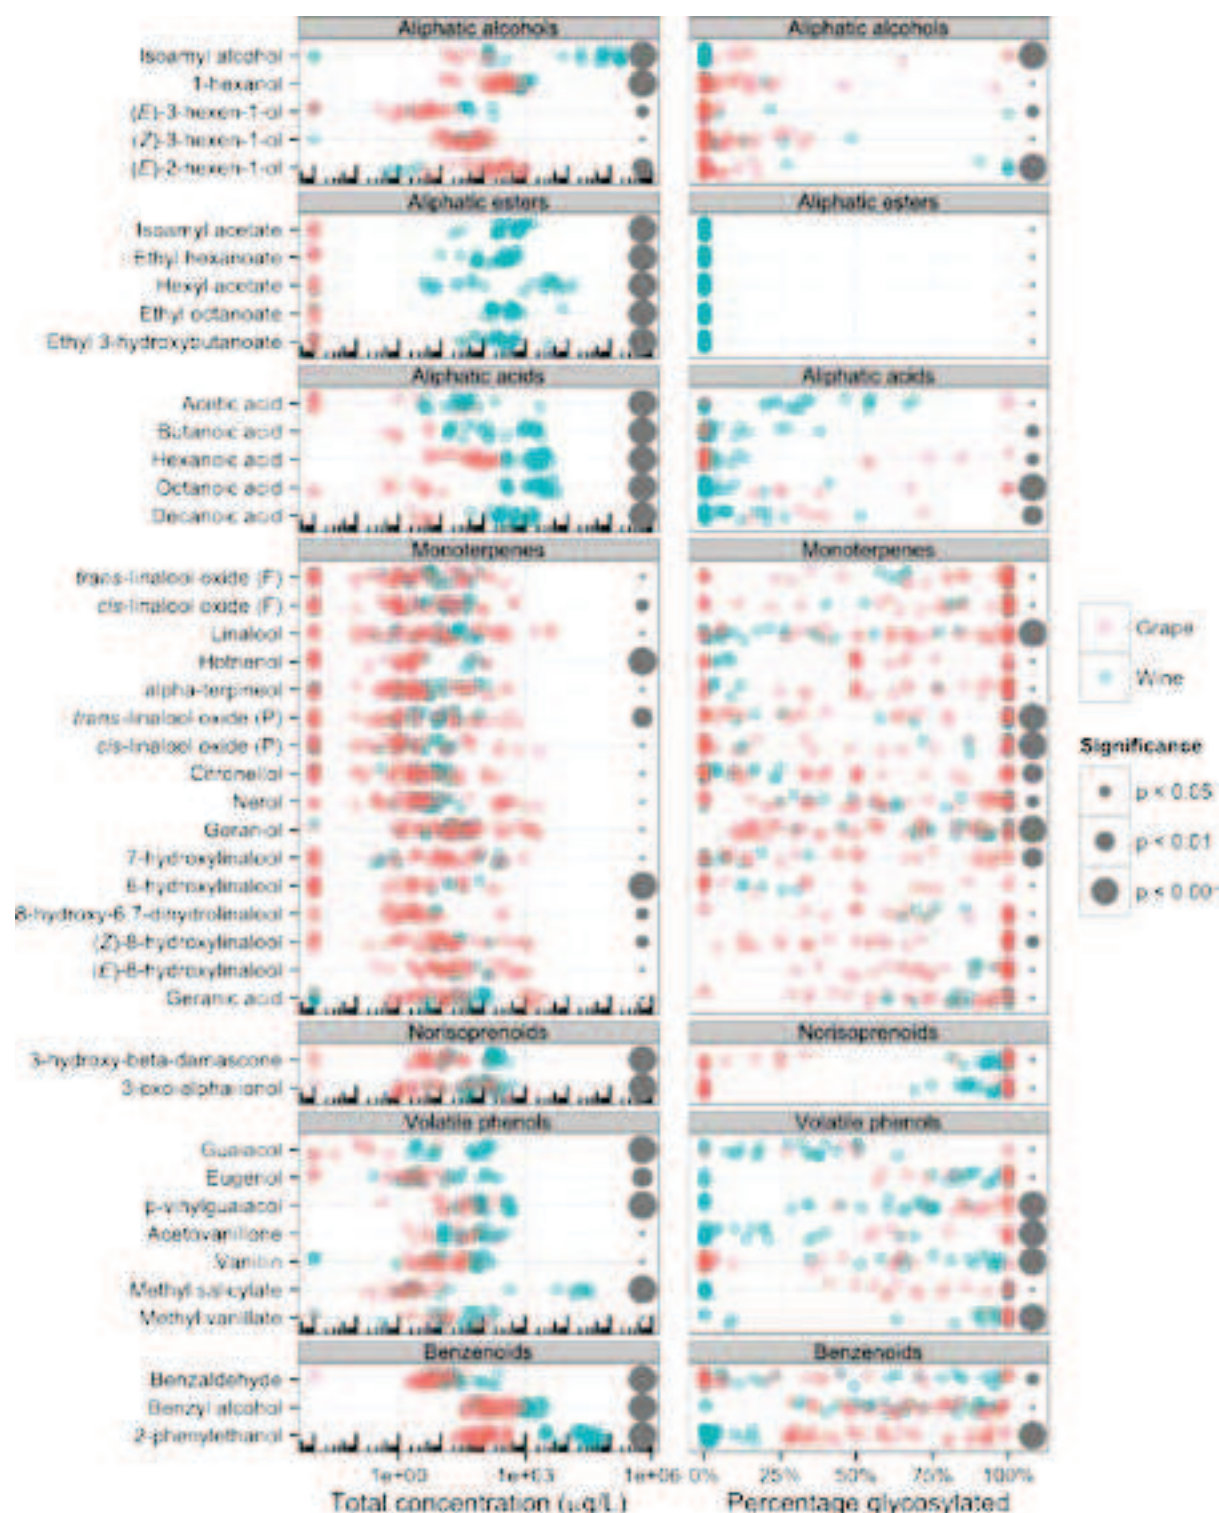 Aliphatic alcohols Aliphatic alcohols
Isoamyl alcohol
1-hexanol
(E)-3-hexen-1-ol
(Z)-3-hexen-1-ol
(E)-2-hexen-1-ol
Aliphatic esters Aliphatic esters
Isoamyl acetate
Ethyl hexanoate
Hexyl acetate
Ethyl octanoate
Ethyl 3-hydroxybutanoate
Aliphatic acids Aliphatic acids
Acetic acid
Butanoic acid
Hexanoic acid
Octanoic acid
Decanoic acid
Monoterpenes Monoterpenes
trans-linalool oxide (F)
cis-linalool oxide (F)
Linalool
Hotrienol
alpha-terpineol
trans-linalool oxide (P)
cis-linalool oxide (P)
Citronellol
Nerol
Geraniol
7-hydroxylinalool
6-hydroxylinalool
8-hydroxy-6,7-dihydrolinalool
(Z)-8-hydroxylinalool
(E)-8-hydroxylinalool
Geranic acid
Norisoprenoids Norisoprenoids
3-hydroxy-beta-damascone
3-oxo-alpha-ionol
Volatile phenols Volatile phenols
Guaiacol
Eugenol
p-vinylguaiacol
Acetovanillone
Vanillin
Methyl salicylate
Methyl vanillate
Benzenoids Benzenoids
Benzaldehyde
Benzyl alcohol
2-phenylethanol
1e+00 1e+03 1e+06 0% 25% 50% 75% 100%
Total concentration (µg/L) Percentage glycosylated
Grape
Wine
Significance
p < 0.05
p < 0.01
p ≤ 0.001